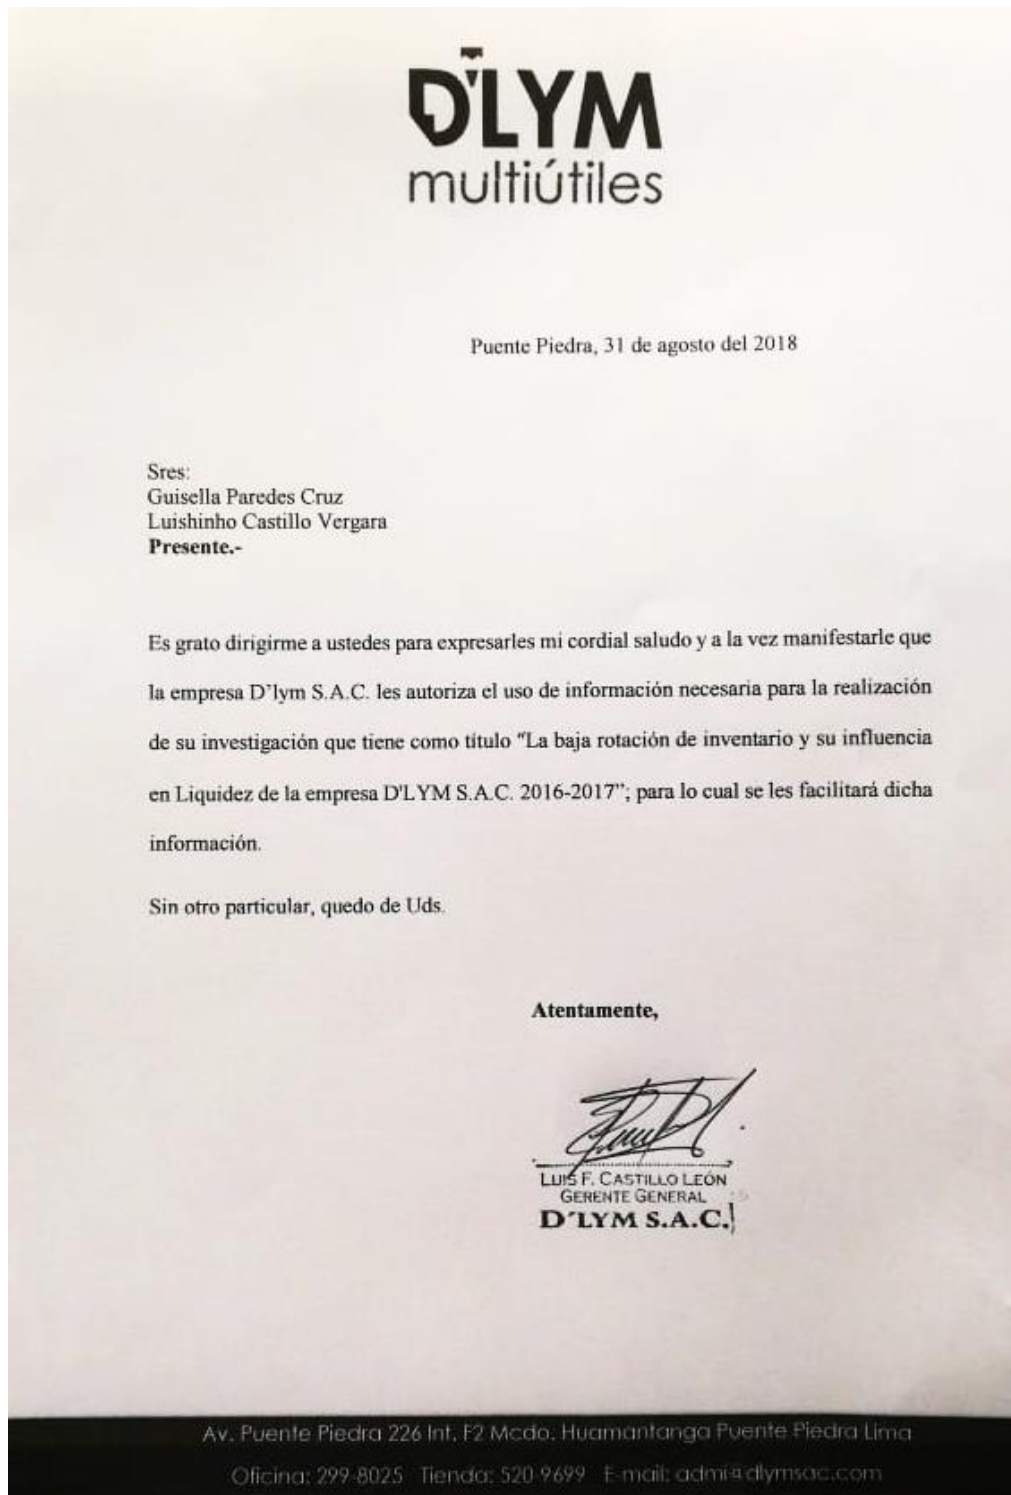 D'LYM
multiútiles
Puente Piedra, 31 de agosto del 2018
Sres:
Guisella Paredes Cruz
Luishinho Castillo Vergara
Presente.-
Es grato dirigirme a ustedes para expresarles mi cordial saludo y a la vez manifestarle que
la empresa D’lym S.A.C. les autoriza el uso de información necesaria para la realización
de su investigación que tiene como título “La baja rotación de inventario y su influencia
en Liquidez de la empresa D'LYM S.A.C. 2016-2017”; para lo cual se les facilitará dicha
información.
Sin otro particular, quedo de Uds.
Atentamente,
LUIS F. CASTILLO LEÓN
GERENTE GENERAL
D´LYM S.A.C.
Av. Puente Piedra 226 Int. F2 Mcdo. Huamantanga Puente Piedra Lima
Oficina: 299-8025 Tienda: 520-9699 E-mail: admi@dlymsac.com